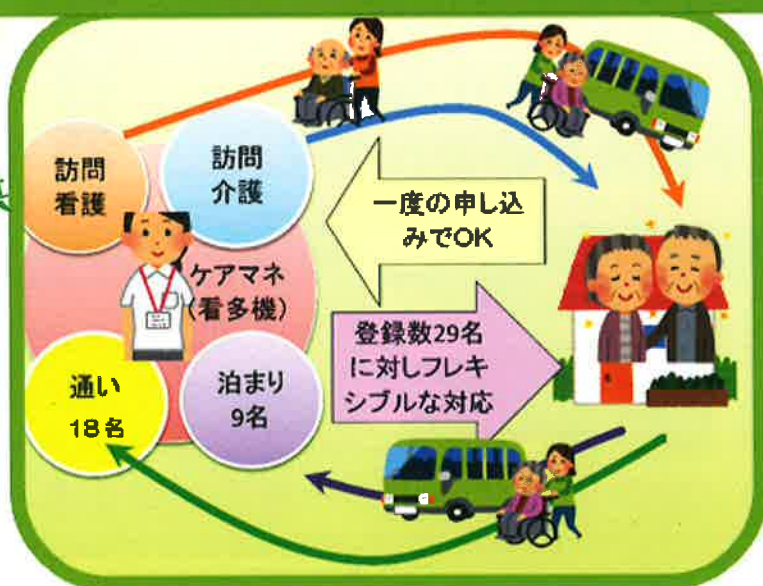 訪問
看護
訪問
介護
一度の申し込
みでOK
ケアマネ
(看多機)
登録数29名
に対しフレキ
シブルな対応
通い
18名
泊まり
9名